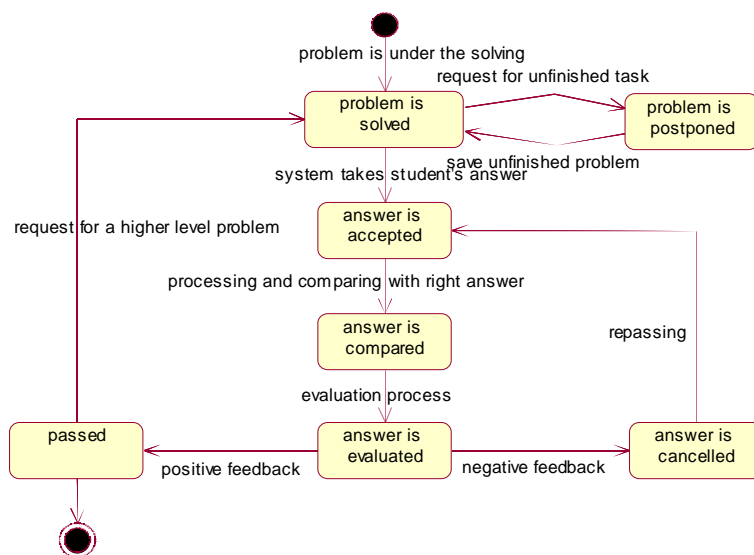 problem is under the solving
request for unfinished task
problem is
solved
problem is
postponed
save unfinished problem
system takes student's answer
answer is
accepted
request for a higher level problem
processing and comparing with right answer
answer is
compared
repassing
evaluation process
passed
answer is
evaluated
answer is
cancelled
positive feedback
negative feedback